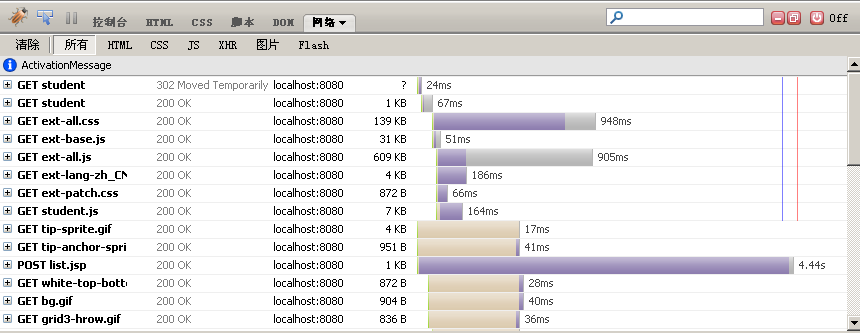 控制台 HTML CSS 脚本 DOM 网络 Off
清除 所有 HTML CSS JS XHR 图片 Flash
ActivationMessage
GET student 302 Moved Temporarily localhost:8080 ? 24ms
GET student 200 OK localhost:8080 1 KB 67ms
GET ext-all.css 200 OK localhost:8080 139 KB 948ms
GET ext-base.js 200 OK localhost:8080 31 KB 51ms
GET ext-all.js 200 OK localhost:8080 609 KB 905ms
GET ext-lang-zh_CN 200 OK localhost:8080 4 KB 186ms
GET ext-patch.css 200 OK localhost:8080 872 B 66ms
GET student.js 200 OK localhost:8080 7 KB 164ms
GET tip-sprite.gif 200 OK localhost:8080 4 KB 17ms
GET tip-anchor-spri 200 OK localhost:8080 951 B 41ms
POST list.jsp 200 OK localhost:8080 1 KB 4.44s
GET white-top-botto 200 OK localhost:8080 872 B 28ms
GET bg.gif 200 OK localhost:8080 904 B 40ms
GET grid3-hrow.gif 200 OK localhost:8080 836 B 36ms